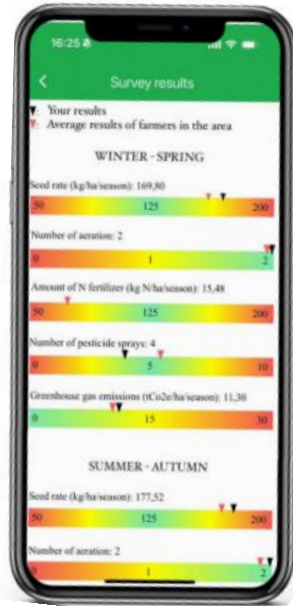 16:25
Survey results
: Your results
: Average results of farmers in the area
WINTER - SPRING
Seed rate (kg/ha/season): 169,80
50 125 200
Number of aeration: 2
0 1 2
Amount of N fertilizer (kg N/ha/season): 15,48
50 125 200
Number of pesticide sprays: 4
0 5 10
Greenhouse gas emissions (tCo2e/ha/season): 11,30
0 15 30
SUMMER - AUTUMN
Seed rate (kg/ha/season): 177,52
50 125 200
Number of aeration: 2
0 1 2